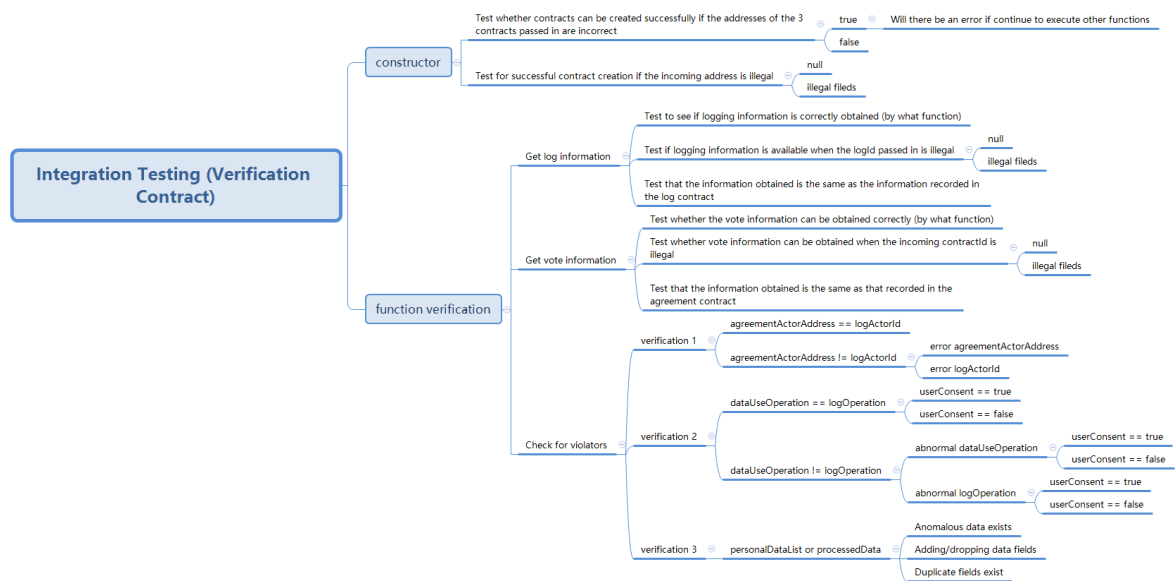 Integration Testing (Verification
Contract)
constructor
Test whether contracts can be created successfully if the addresses of the 3
contracts passed in are incorrect
true
Will there be an error if continue to execute other functions
false
Test for successful contract creation if the incoming address is illegal
null
illegal fileds
function verification
Get log information
Test to see if logging information is correctly obtained (by what function)
Test if logging information is available when the logId passed in is illegal
null
illegal fileds
Test that the information obtained is the same as the information recorded in
the log contract
Get vote information
Test whether the vote information can be obtained correctly (by what function)
Test whether vote information can be obtained when the incoming contractId is
illegal
null
illegal fileds
Test that the information obtained is the same as that recorded in the
agreement contract
Check for violators
verification 1
agreementActorAddress == logActorId
agreementActorAddress != logActorId
error agreementActorAddress
error logActorId
verification 2
dataUseOperation == logOperation
userConsent == true
userConsent == false
dataUseOperation != logOperation
abnormal dataUseOperation
userConsent == true
userConsent == false
abnormal logOperation
userConsent == true
userConsent == false
verification 3
personalDataList or processedData
Anomalous data exists
Adding/dropping data fields
Duplicate fields exist